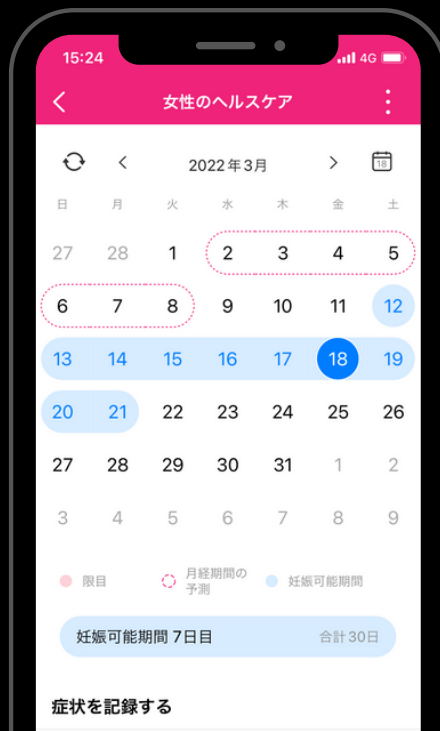 15:24 4G
女性のヘルスケア
2022年3月
18
日 月 火 水 木 金 土
27 28 1 2 3 4 5
6 7 8 9 10 11 12
13 14 15 16 17 18 19
20 21 22 23 24 25 26
27 28 29 30 31 1 2
3 4 5 6 7 8 9
限目 月経期間の 妊娠可能期間
予測
妊娠可能期間 7日目 合計30日
症状を記録する